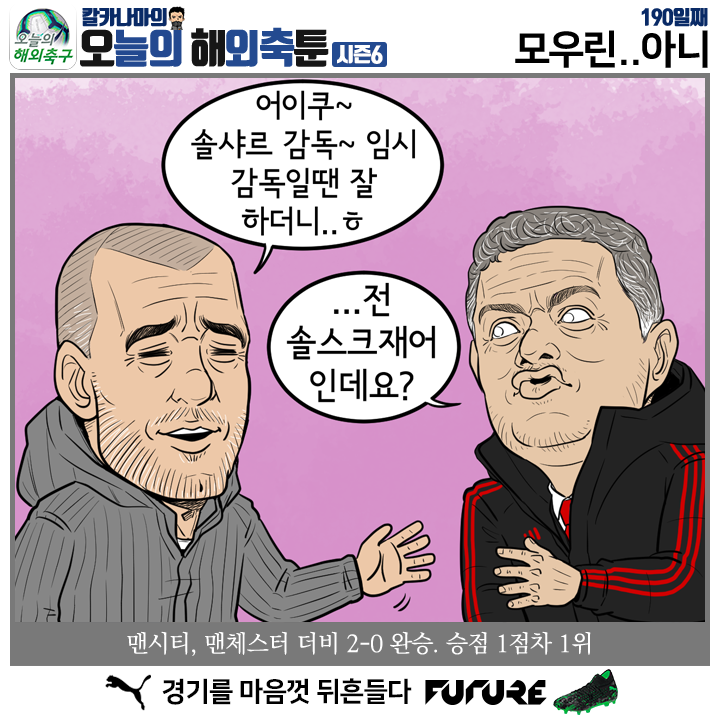 오늘의
해외축구
칼카나마의
오늘의 해외축툰
시즌6
190일째
모우린..아니
어이쿠~
솔샤르 감독~ 임시
감독일땐 잘
하더니..ㅎ
...전
솔스크재어
인데요?
맨시티, 맨체스터 더비 2-0 완승. 승점 1점차 1위
경기를 마음껏 뒤흔들다 FUTURE